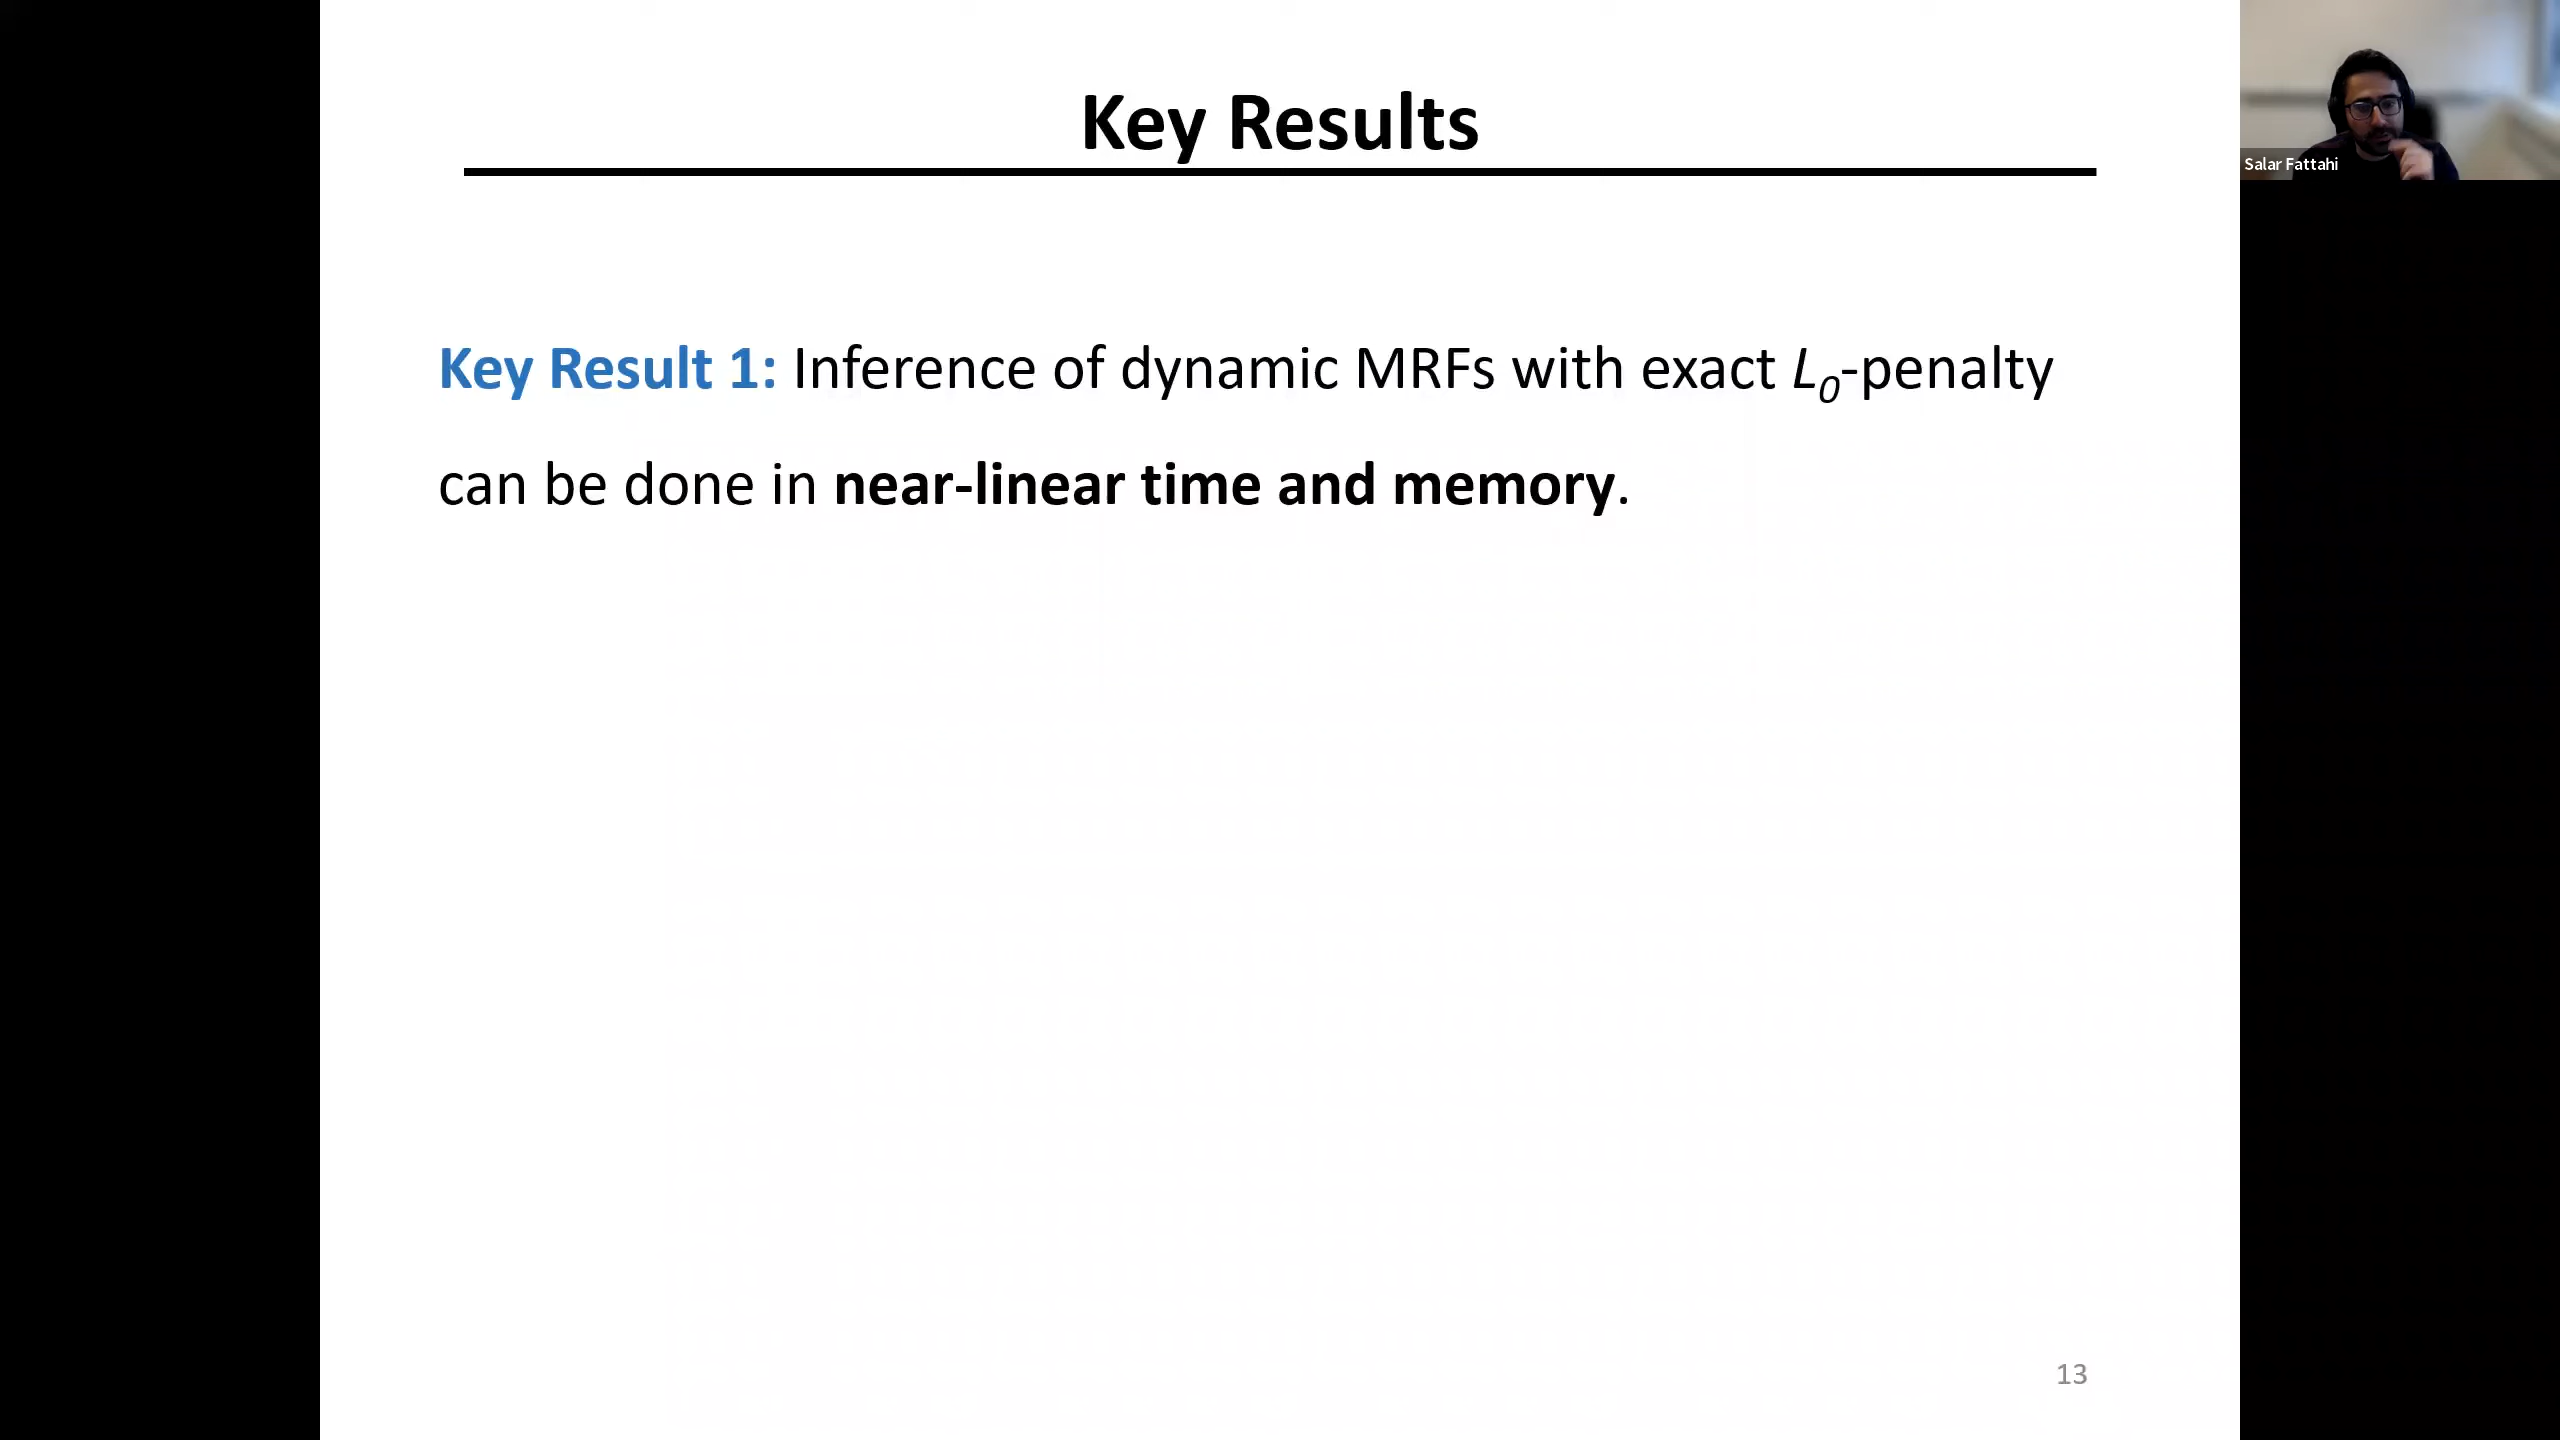 Key Results
Salar Fattahi
Key Result 1: Inference of dynamic MRFs with exact L0-penalty
can be done in near-linear time and memory.
13